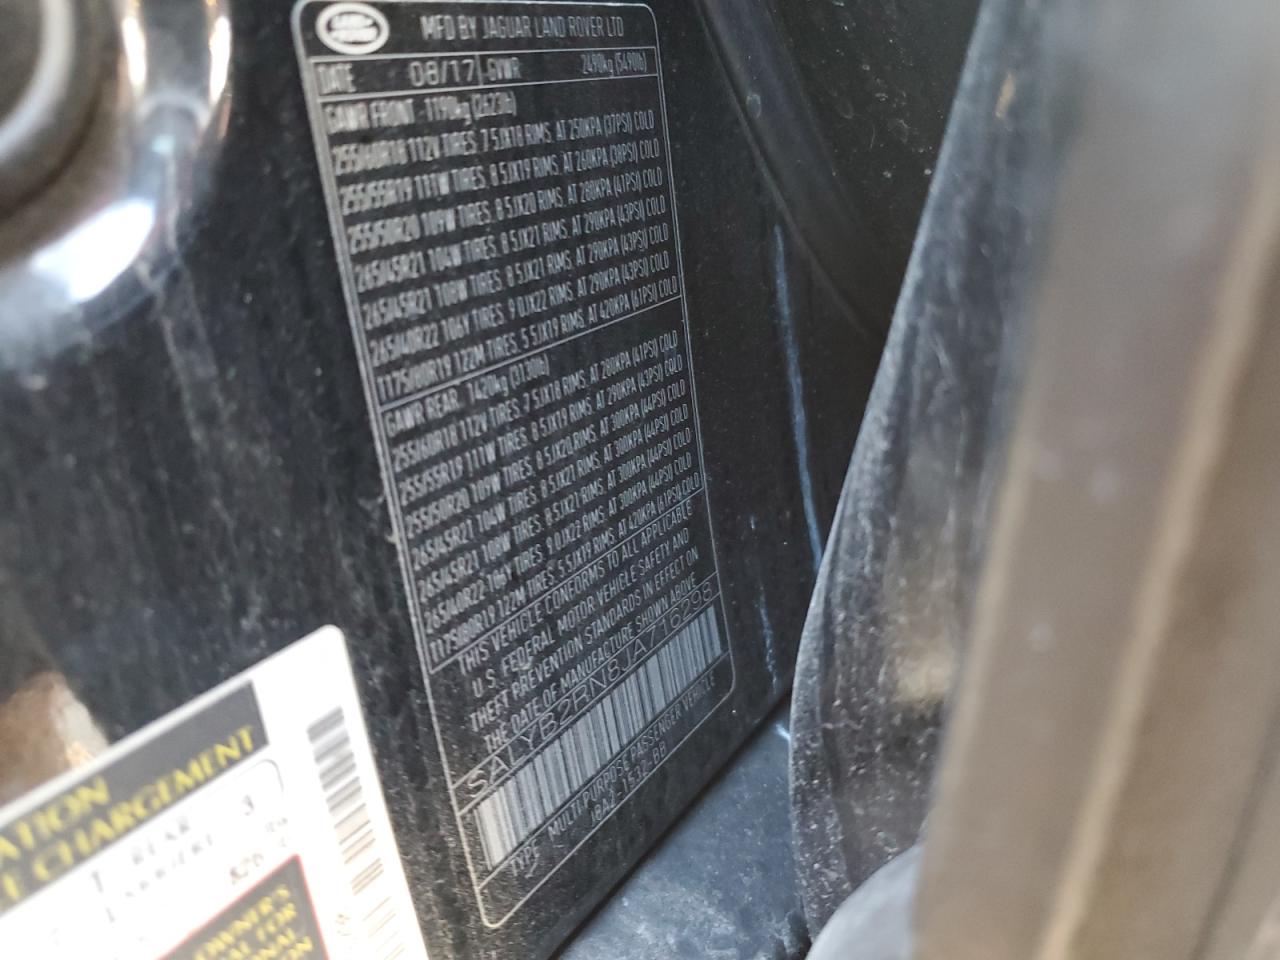 LAND ROVER
MFD BY JAGUAR LAND ROVER LTD
DATE 08/17 GVWR 2490kg (5490lb)
GAWR FRONT 1190kg (2623lb)
255/60R18 112V TIRES, 7.5JX18 RIMS, AT 250KPA (37PSI) COLD
255/55R19 111W TIRES, 8.5JX19 RIMS, AT 260KPA (38PSI) COLD
255/50R20 109W TIRES, 8.5JX20 RIMS, AT 280KPA (41PSI) COLD
265/45R21 104W TIRES, 8.5JX21 RIMS, AT 290KPA (43PSI) COLD
265/45R21 108W TIRES, 8.5JX21 RIMS, AT 290KPA (43PSI) COLD
265/40R22 106Y TIRES, 9.0JX22 RIMS, AT 290KPA (43PSI) COLD
T175/80R19 122M TIRES, 5.5JX19 RIMS, AT 420KPA (61PSI) COLD
GAWR REAR 1420kg (3130lb)
255/60R18 112V TIRES, 7.5JX18 RIMS, AT 280KPA (41PSI) COLD
255/55R19 111W TIRES, 8.5JX19 RIMS, AT 290KPA (43PSI) COLD
255/50R20 109W TIRES, 8.5JX20 RIMS, AT 300KPA (44PSI) COLD
265/45R21 104W TIRES, 8.5JX21 RIMS, AT 300KPA (44PSI) COLD
265/45R21 108W TIRES, 8.5JX21 RIMS, AT 300KPA (44PSI) COLD
265/40R22 106Y TIRES, 9.0JX22 RIMS, AT 300KPA (44PSI) COLD
T175/80R19 122M TIRES, 5.5JX19 RIMS, AT 420KPA (61PSI) COLD
THIS VEHICLE CONFORMS TO ALL APPLICABLE
U.S. FEDERAL MOTOR VEHICLE SAFETY AND
THEFT PREVENTION STANDARDS IN EFFECT ON
THE DATE OF MANUFACTURE SHOWN ABOVE
SALYB2RN8JA716298
TYPE MULTI-PURPOSE PASSENGER VEHICLE
J8A2-1532-BB
CHARGEMENT
REAR 3
826
OWNER'S
FOR